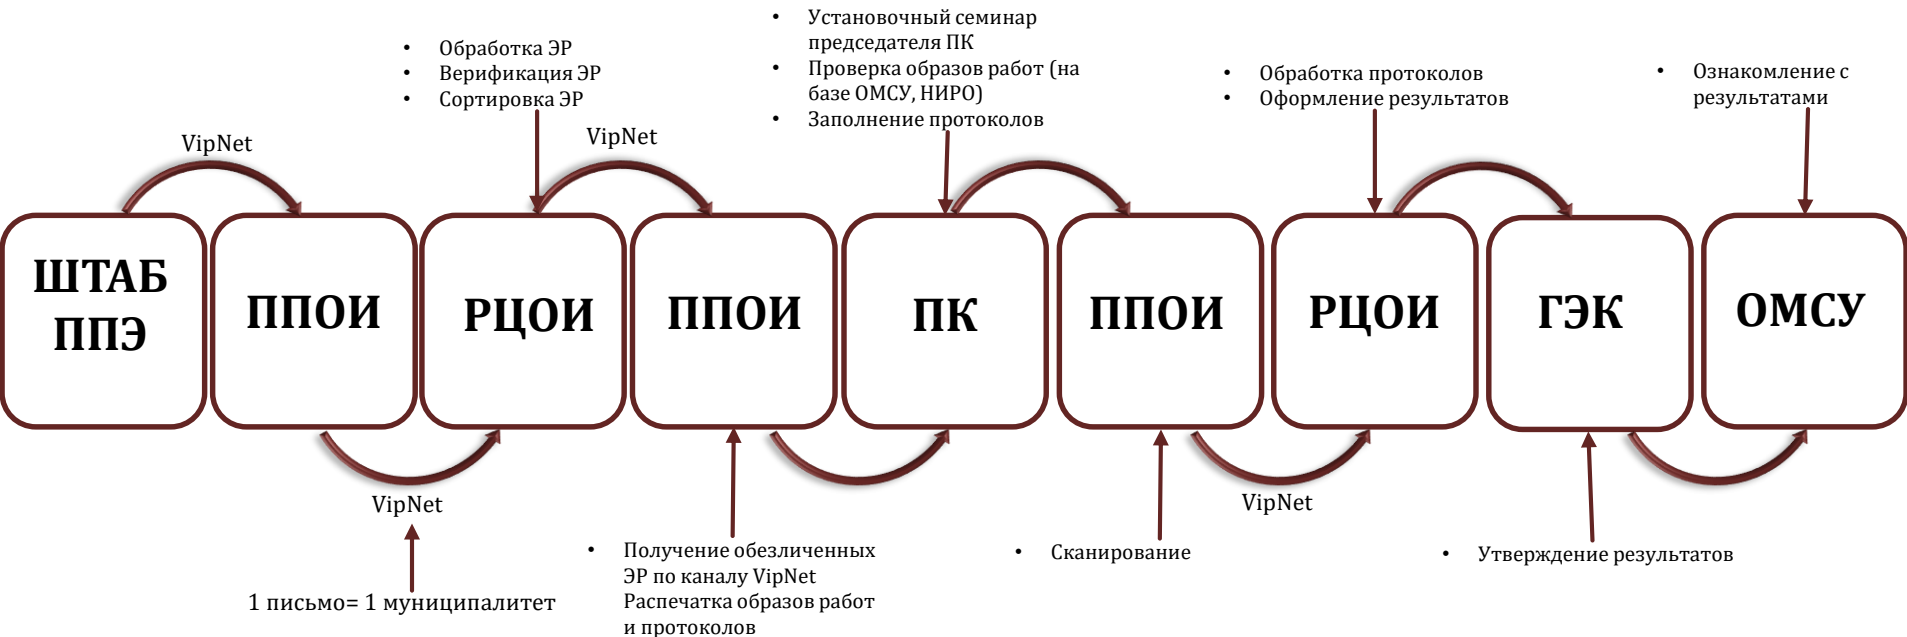 • Установочный семинар
председателя ПК
• Проверка образов работ (на
базе ОМСУ, НИРО)
• Заполнение протоколов
• Обработка ЭР
• Верификация ЭР
• Сортировка ЭР
• Обработка протоколов
• Оформление результатов
• Ознакомление с
результатами
VipNet
VipNet
ШТАБ
ППЭ
ППОИ
РЦОИ
ППОИ
ПК
ППОИ
РЦОИ
ГЭК
ОМСУ
VipNet
VipNet
1 письмо= 1 муниципалитет
• Получение обезличенных
ЭР по каналу VipNet
Распечатка образов работ
и протоколов
• Сканирование
• Утверждение результатов